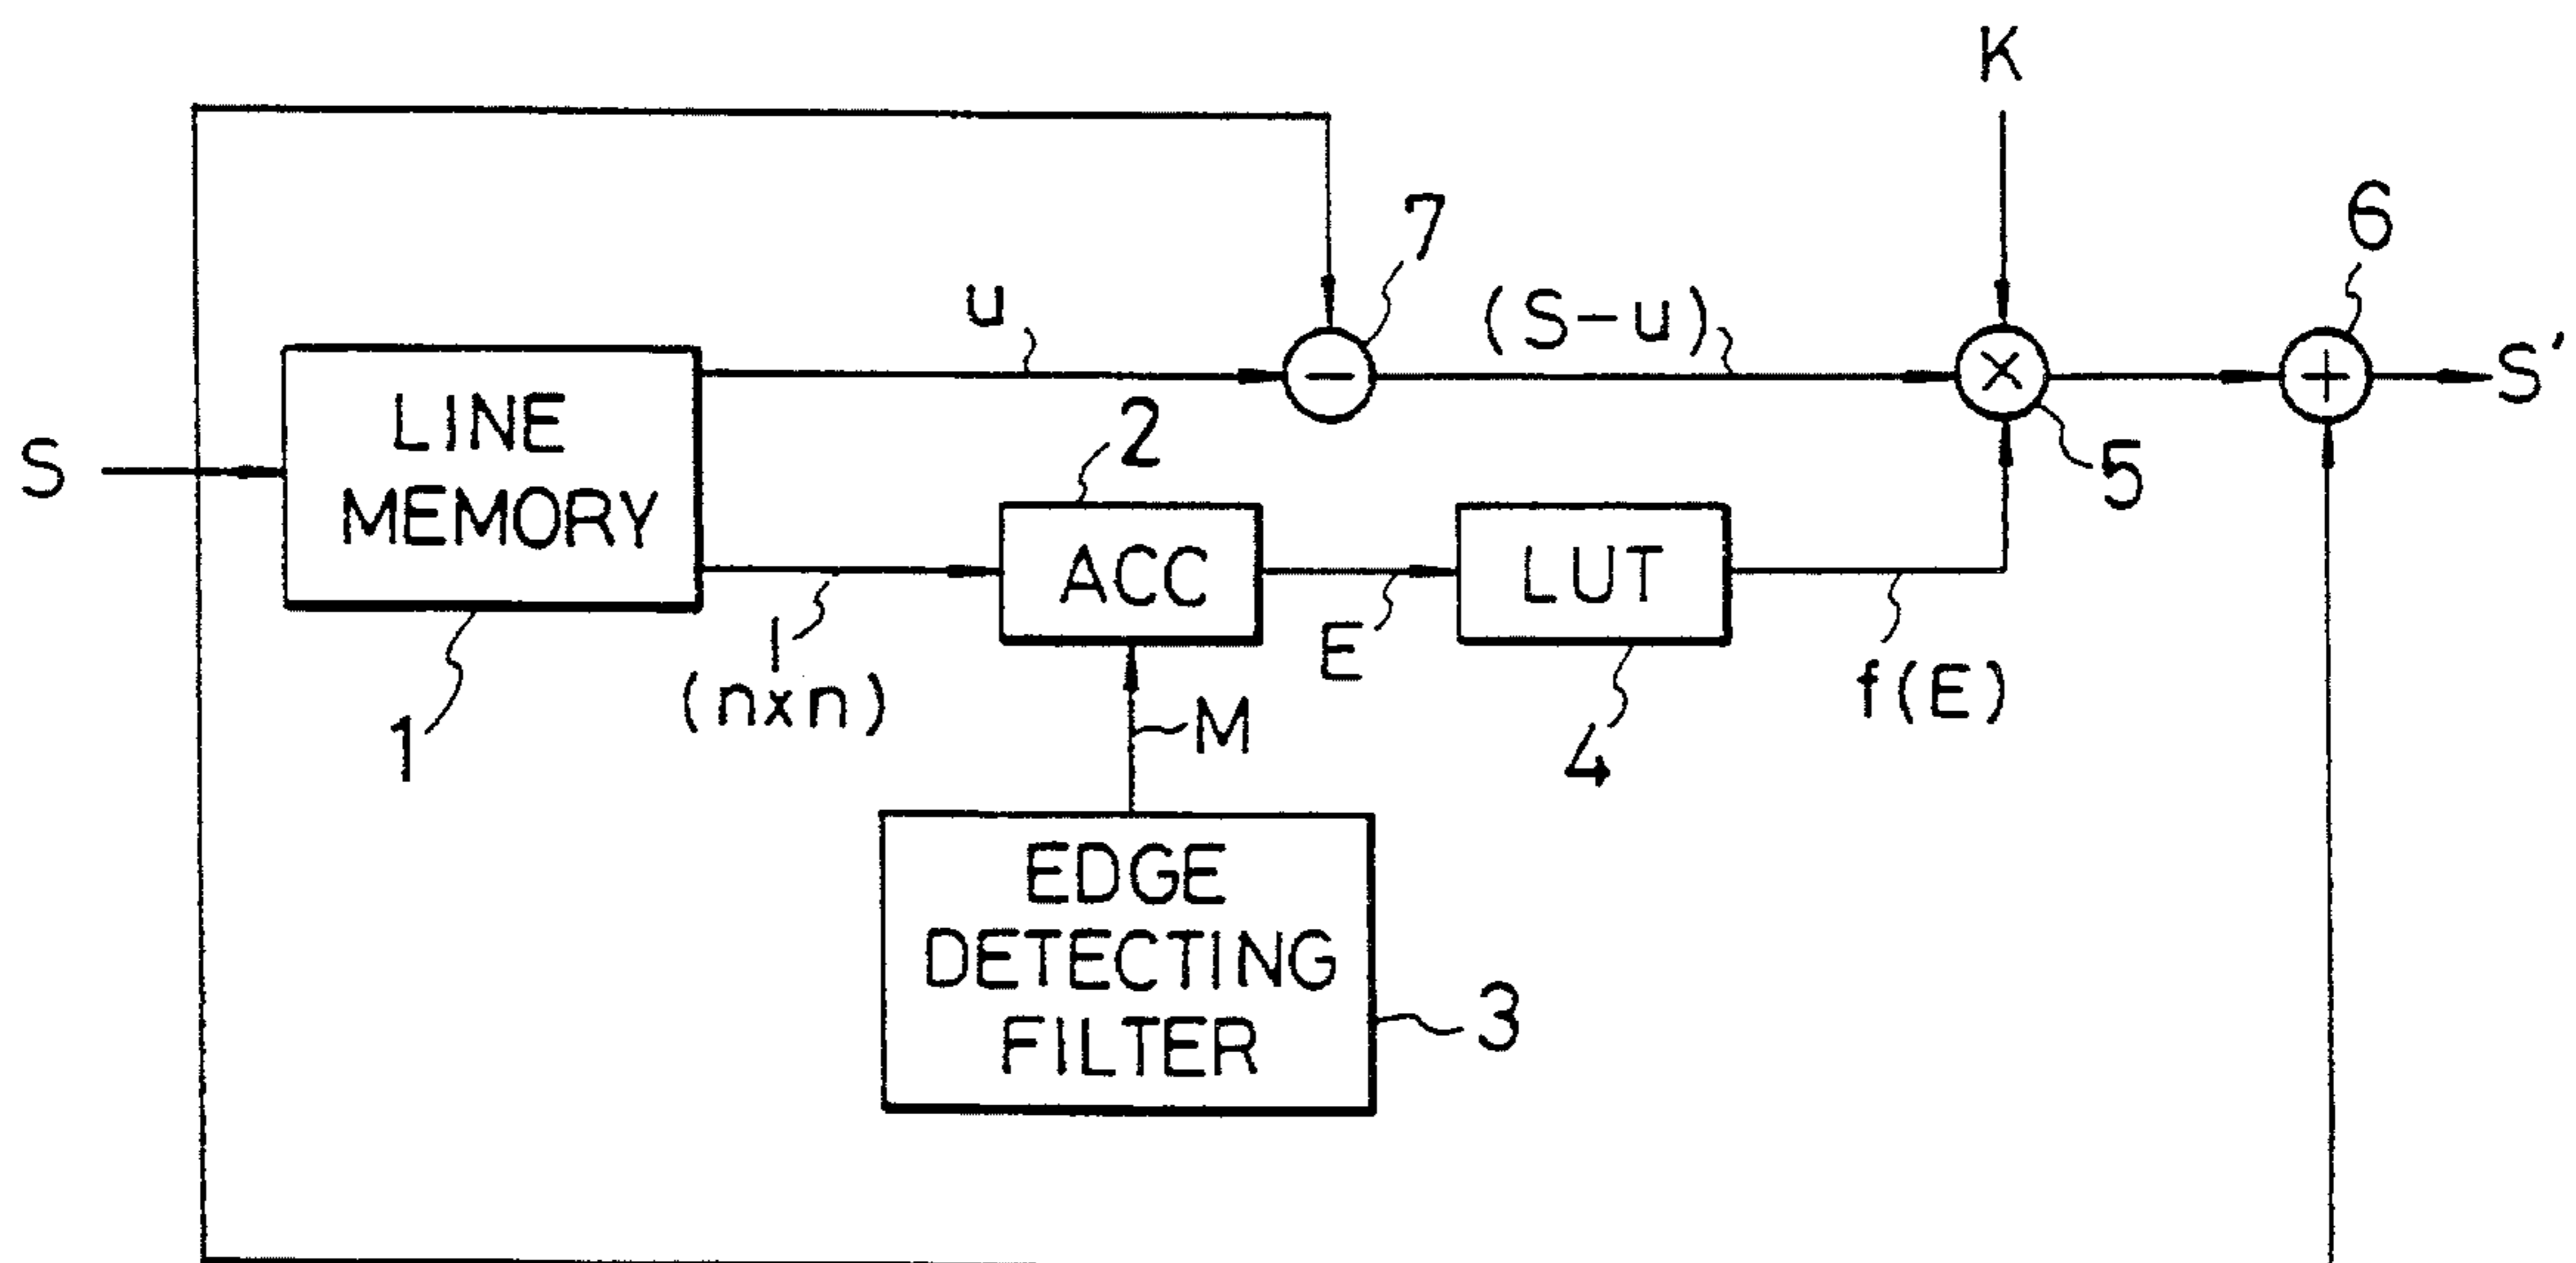 K
7
6
u
(S-u)
LINE
MEMORY
S
S'
2
5
ACC
LUT
I
(n×n)
E
f(E)
1
M
4
EDGE
DETECTING
FILTER
3